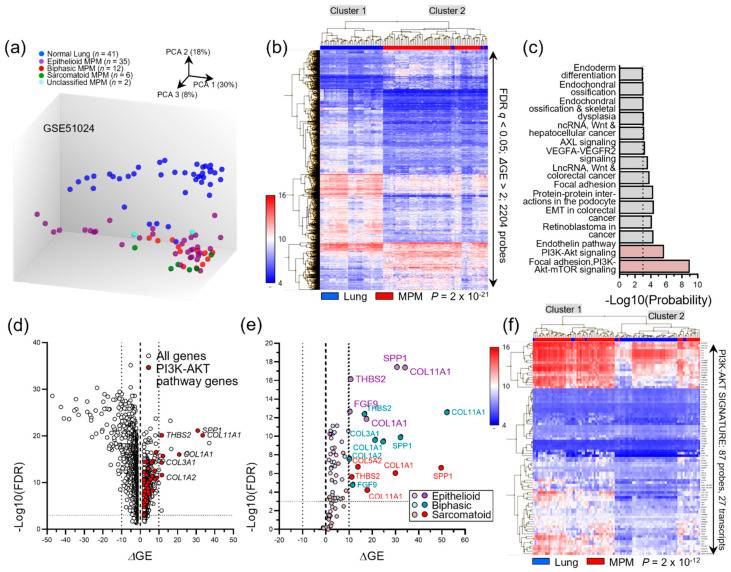 (a)
Normal Lung (n = 41)
Epithelioid MPM (n = 35)
Biphasic MPM (n = 12)
Sarcomatoid MPM (n = 6)
Unclassified MPM (n = 2)
PCA 2 (18%)
PCA 1 (30%)
PCA 3 (8%)
GSE51024
(b)
Cluster 1
Cluster 2
16
10
4
FDR q < 0.05; ΔGE > 2; 2204 probes
Lung
MPM
P = 2 x 10-21
(c)
Endoderm
differentiation
Endochondral
ossification
Endochondral
ossification & skeletal
dysplasia
ncRNA, Wnt &
hepatocellular cancer
AXL signaling
VEGFA-VEGFR2
signaling
LncRNA, Wnt &
colorectal cancer
Focal adhesion
Protein-protein inter-
actions in the podocyte
EMT in colorectal
cancer
Retinoblastoma in
cancer
Endothelin pathway
PI3K-Akt signaling
Focal adhesion,PI3K-
Akt-mTOR signaling
0 2 4 6 8 10
-Log10(Probability)
(d)
All genes
PI3K-AKT
pathway genes
SPP1
THBS2
COL11A1
COL1A1
COL3A1
COL1A2
40
35
30
25
20
15
10
5
0
-Log10(FDR)
-50 -40 -30 -20 -10 0 10 20 30 40 50
ΔGE
(e)
SPP1
COL11A1
THBS2
FGF9
THBS2
COL11A1
COL1A1
COL3A1
COL1A1
SPP1
COL1A2
COL5A2
COL1A1
SPP1
THBS2
FGF9
COL11A1
Epithelioid
Biphasic
Sarcomatoid
20
18
16
14
12
10
8
6
4
2
0
-Log10(FDR)
-20 -10 0 10 20 30 40 50 60
ΔGE
(f)
Cluster 1
Cluster 2
16
10
4
PI3K-AKT SIGNATURE: 87 probes, 27 transcripts
Lung
MPM
P = 2 x 10-12